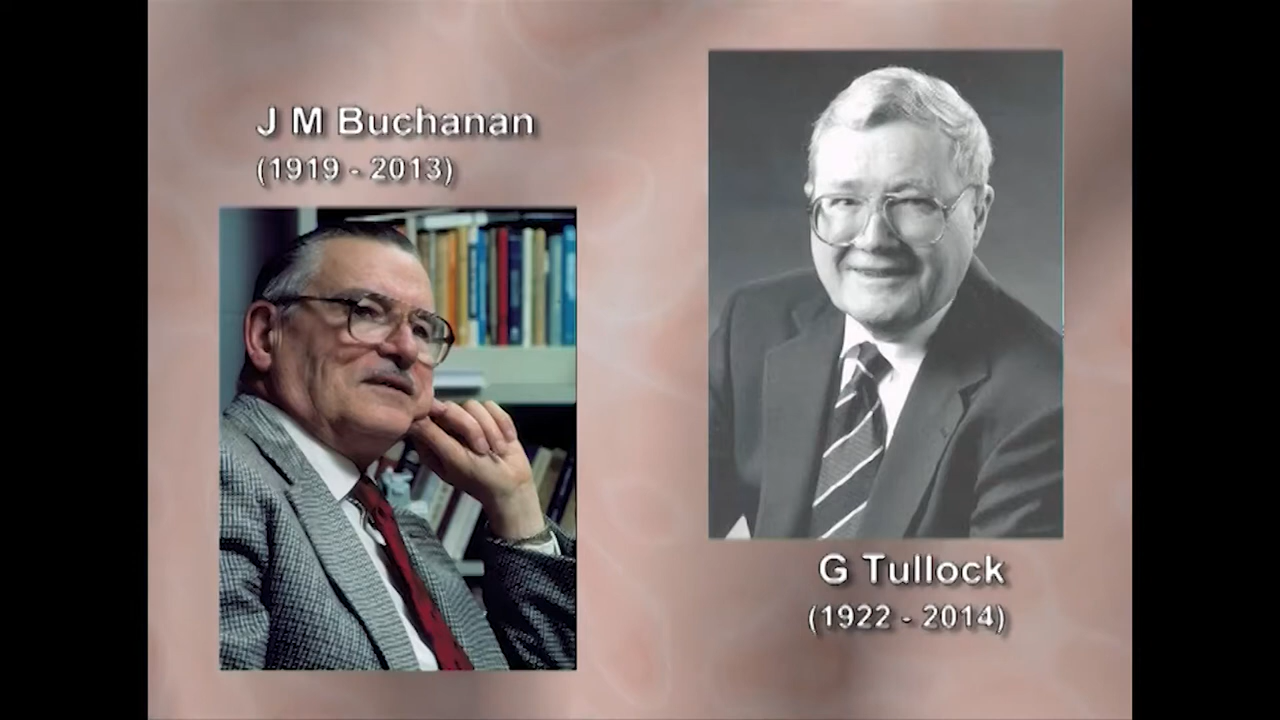 J M Buchanan
(1919 - 2013)
G Tullock
(1922 - 2014)